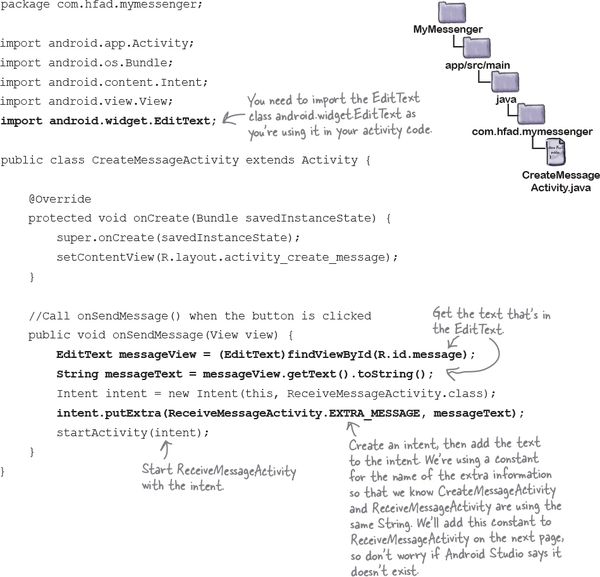 package com.hfad.mymessenger;
import android.app.Activity;
import android.os.Bundle;
import android.content.Intent;
import android.view.View;
import android.widget.EditText;
You need to import the EditText
class android.widget.EditText as
you're using it in your activity code.
MyMessenger
app/src/main
java
com.hfad.mymessenger
CreateMessage
Activity.java
public class CreateMessageActivity extends Activity {
@Override
protected void onCreate(Bundle savedInstanceState) {
super.onCreate(savedInstanceState);
setContentView(R.layout.activity_create_message);
}
//Call onSendMessage() when the button is clicked
public void onSendMessage(View view) {
Get the text that's in
the EditText.
EditText messageView = (EditText)findViewById(R.id.message);
String messageText = messageView.getText().toString();
Intent intent = new Intent(this, ReceiveMessageActivity.class);
intent.putExtra(ReceiveMessageActivity.EXTRA_MESSAGE, messageText);
startActivity(intent);
}
}
Start ReceiveMessageActivity
with the intent.
Create an intent, then add the text
to the intent. We're using a constant
for the name of the extra information
so that we know CreateMessageActivity
and ReceiveMessageActivity are using the
same String. We'll add this constant to
ReceiveMessageActivity on the next page,
so don't worry if Android Studio says it
doesn't exist.